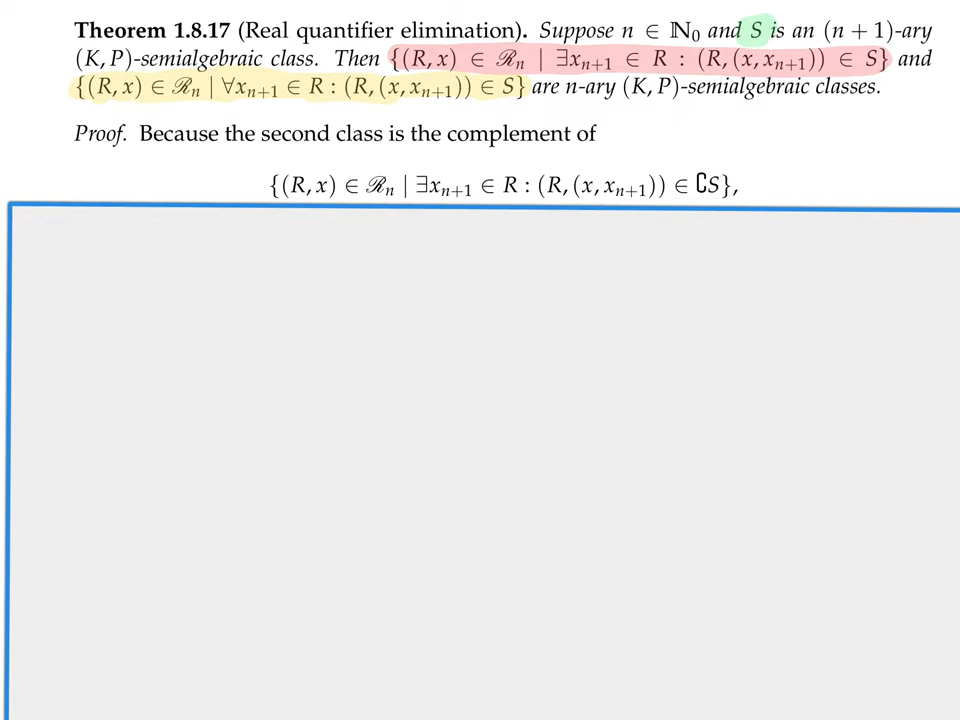 Theorem 1.8.17 (Real quantifier elimination). Suppose n ∈ ℕ₀ and S is an (n + 1)-ary
(K, P)-semialgebraic class. Then {(R, x) ∈ ℛₙ | ∃xₙ₊₁ ∈ R : (R, (x, xₙ₊₁)) ∈ S} and
{(R, x) ∈ ℛₙ | ∀xₙ₊₁ ∈ R : (R, (x, xₙ₊₁)) ∈ S} are n-ary (K, P)-semialgebraic classes.
Proof. Because the second class is the complement of
{(R, x) ∈ ℛₙ | ∃xₙ₊₁ ∈ R : (R, (x, xₙ₊₁)) ∈ ∁S},